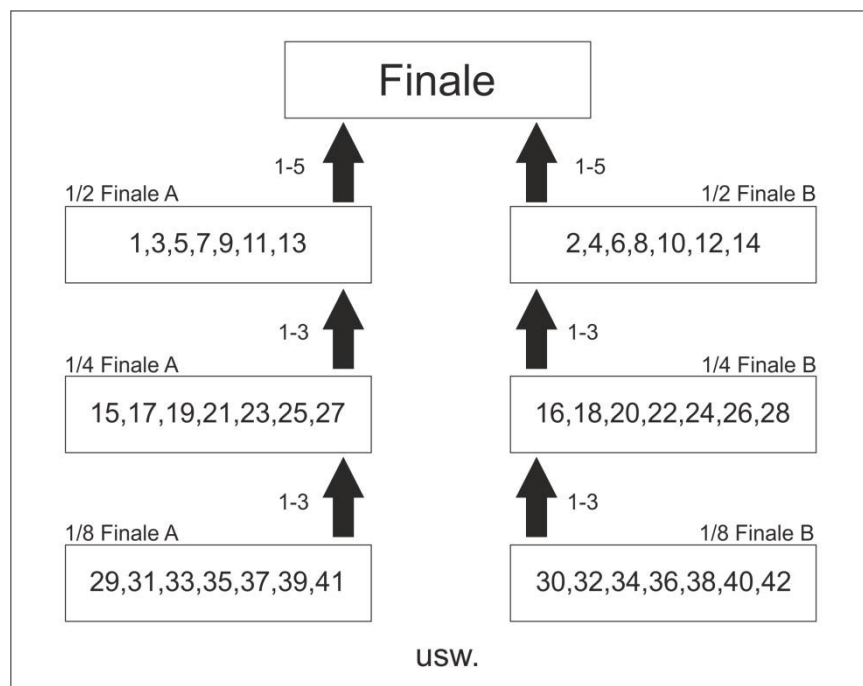 Finale
1-5 1-5
1/2 Finale A 1/2 Finale B
1,3,5,7,9,11,13 2,4,6,8,10,12,14
1-3 1-3
1/4 Finale A 1/4 Finale B
15,17,19,21,23,25,27 16,18,20,22,24,26,28
1-3 1-3
1/8 Finale A 1/8 Finale B
29,31,33,35,37,39,41 30,32,34,36,38,40,42
usw.